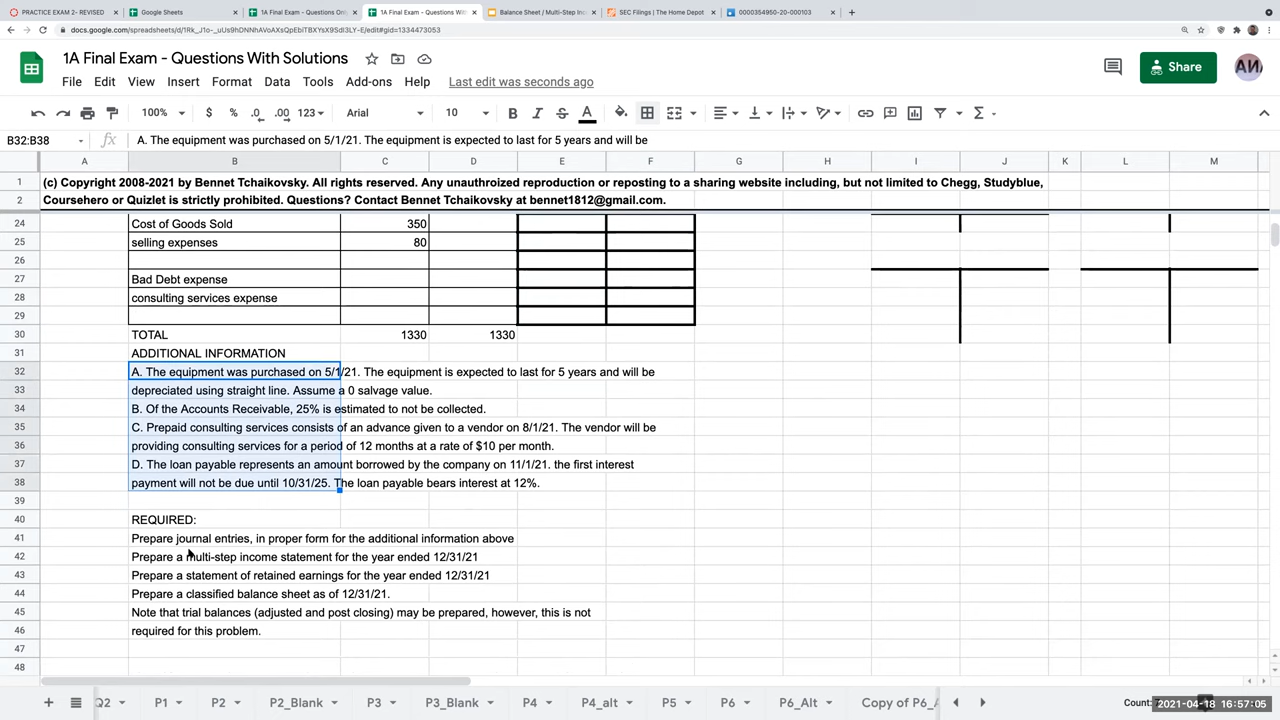 PRACTICE EXAM 2- REVISED
Google Sheets
1A Final Exam - Questions Onl
1A Final Exam - Questions Wit
Balance Sheet / Multi-Step Inc
SEC Filings | The Home Depot
0000354950-20-000103
1A Final Exam - Questions With Solutions
File Edit View Insert Format Data Tools Add-ons Help Last edit was seconds ago
Share
100% $ % .0 .00 123 Arial 10 B I S A
B32:B38 fx A. The equipment was purchased on 5/1/21. The equipment is expected to last for 5 years and will be
A B C D E F G H I J K L M
1 (c) Copyright 2008-2021 by Bennet Tchaikovsky. All rights reserved. Any unauthroized reproduction or reposting to a sharing website including, but not limited to Chegg, Studyblue,
2 Coursehero or Quizlet is strictly prohibited. Questions? Contact Bennet Tchaikovsky at bennet1812@gmail.com.
24 Cost of Goods Sold 350
25 selling expenses 80
26
27 Bad Debt expense
28 consulting services expense
29
30 TOTAL 1330 1330
31 ADDITIONAL INFORMATION
32 A. The equipment was purchased on 5/1/21. The equipment is expected to last for 5 years and will be
33 depreciated using straight line. Assume a 0 salvage value.
34 B. Of the Accounts Receivable, 25% is estimated to not be collected.
35 C. Prepaid consulting services consists of an advance given to a vendor on 8/1/21. The vendor will be
36 providing consulting services for a period of 12 months at a rate of $10 per month.
37 D. The loan payable represents an amount borrowed by the company on 11/1/21. the first interest
38 payment will not be due until 10/31/25. The loan payable bears interest at 12%.
39
40 REQUIRED:
41 Prepare journal entries, in proper form for the additional information above
42 Prepare a multi-step income statement for the year ended 12/31/21
43 Prepare a statement of retained earnings for the year ended 12/31/21
44 Prepare a classified balance sheet as of 12/31/21.
45 Note that trial balances (adjusted and post closing) may be prepared, however, this is not
46 required for this problem.
47
48
Q2 P1 P2 P2_Blank P3 P3_Blank P4 P4_alt P5 P6 P6_Alt Copy of P6_A
2021-04-18 16:57:05